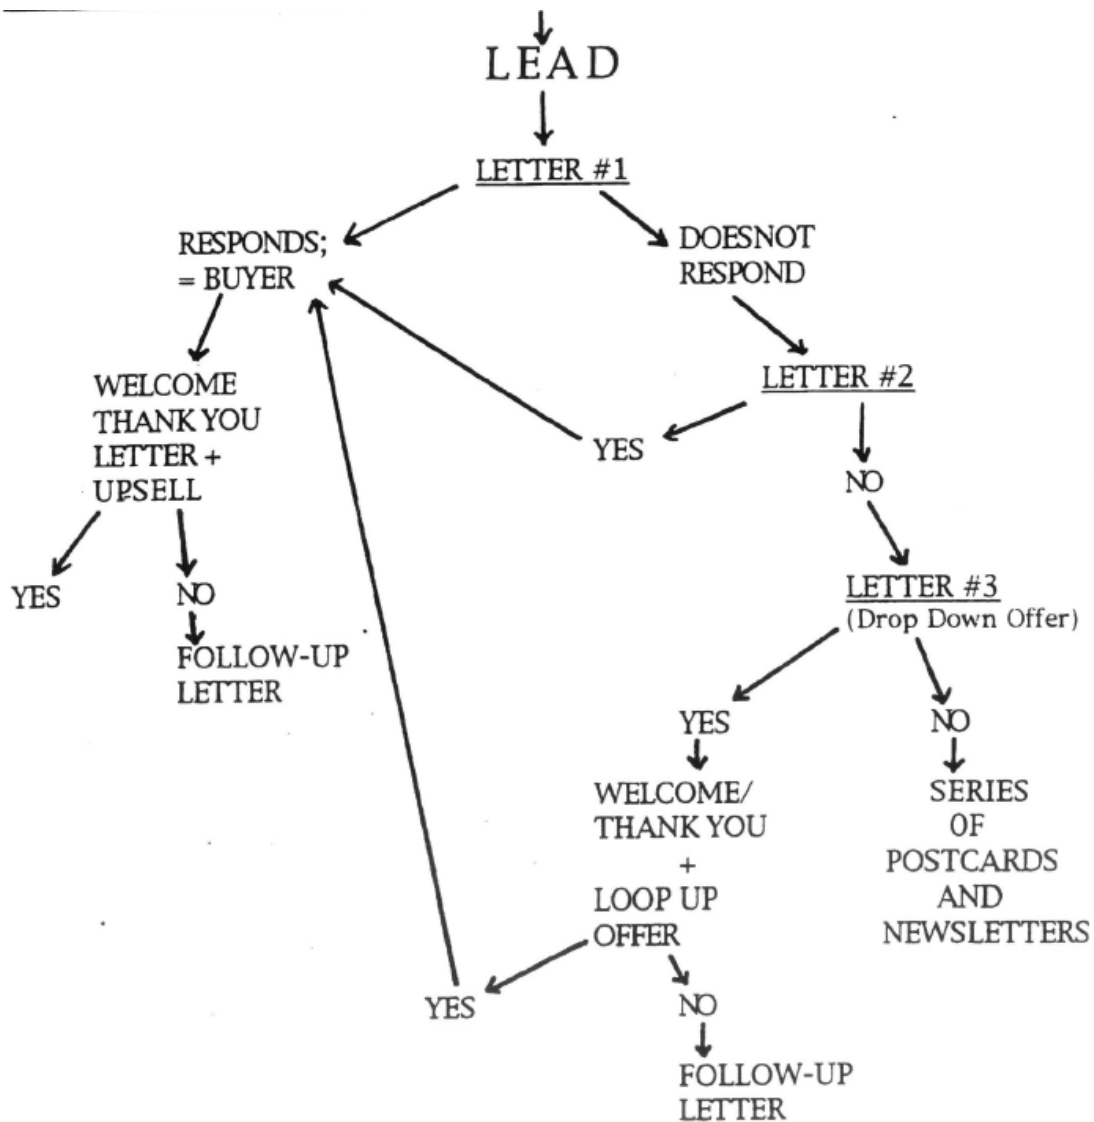 LEAD
LETTER #1
RESPONDS;
= BUYER
DOESNOT
RESPOND
WELCOME
THANK YOU
LETTER +
UPSELL
LETTER #2
YES
NO
YES
NO
FOLLOW-UP
LETTER
LETTER #3
(Drop Down Offer)
YES
NO
WELCOME/
THANK YOU
+
LOOP UP
OFFER
SERIES
OF
POSTCARDS
AND
NEWSLETTERS
YES
NO
FOLLOW-UP
LETTER